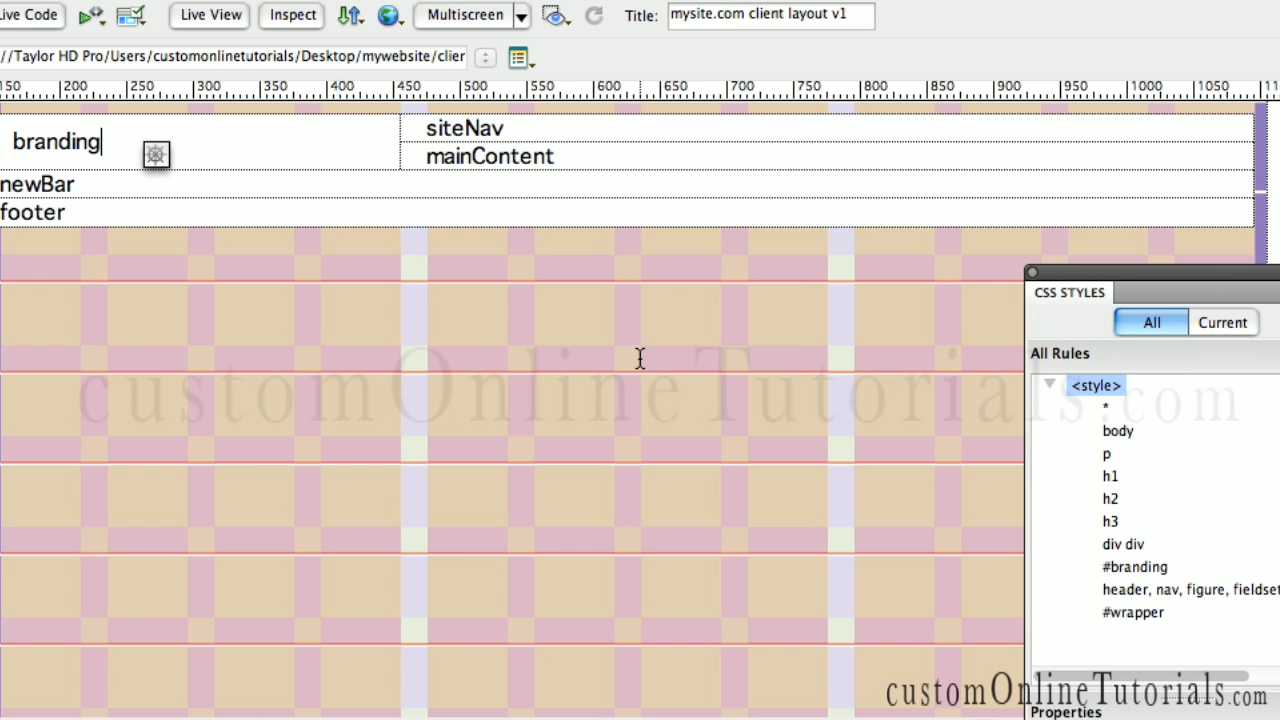 Live Code
Live View
Inspect
Multiscreen
Title:
mysite.com client layout v1
//Taylor HD Pro/Users/customonlinetutorials/Desktop/mywebsite/clier
150 200 250 300 350 400 450 500 550 600 650 700 750 800 850 900 950 1000 1050 11
branding
siteNav
mainContent
newBar
footer
CSS STYLES
All
Current
All Rules
<style>
*
body
p
h1
h2
h3
div div
#branding
header, nav, figure, fieldset
#wrapper
Properties
customOnlineTutorials.com
customOnlineTutorials.com